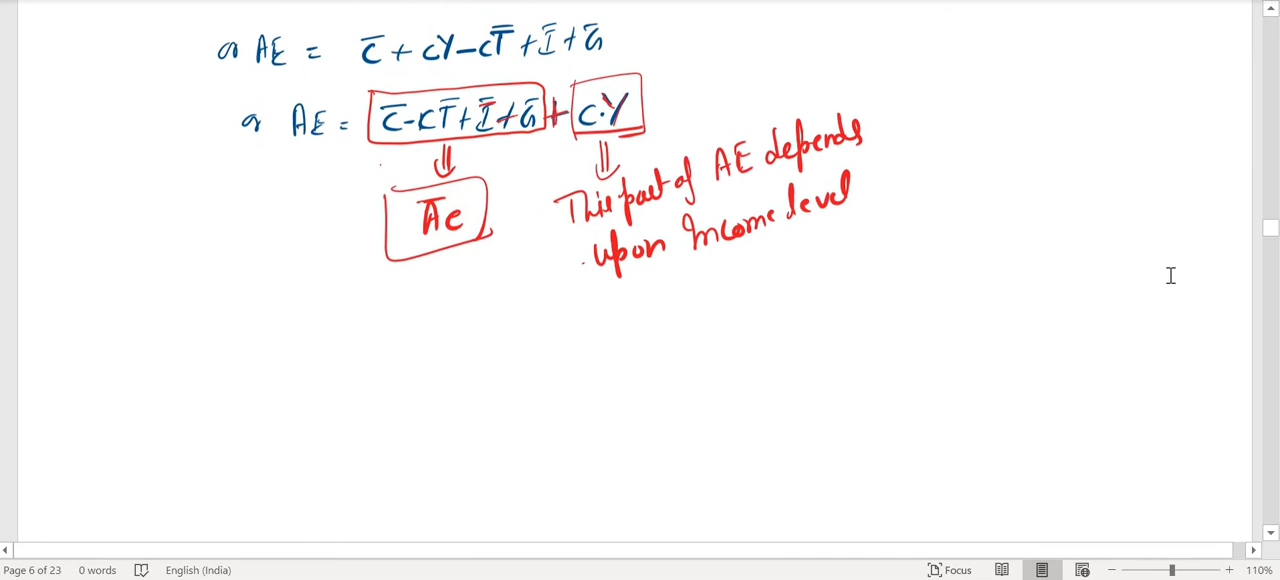 or AE = C̅ + cY - cT̅ + I̅ + G̅
or AE = C̅ - cT̅ + I̅ + G̅ + c.Y
A̅e
This part of AE depends
upon Income level
Page 6 of 23 0 words English (India) Focus 110%